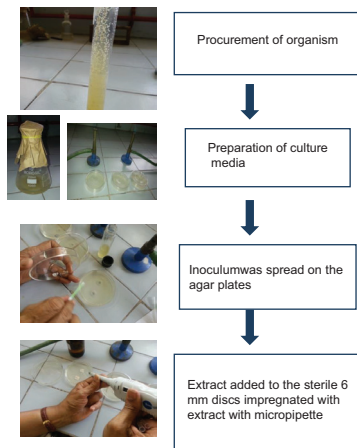 Procurement of organism
Preparation of culture
media
Inoculumwas spread on the
agar plates
Extract added to the sterile 6
mm discs impregnated with
extract with micropipette